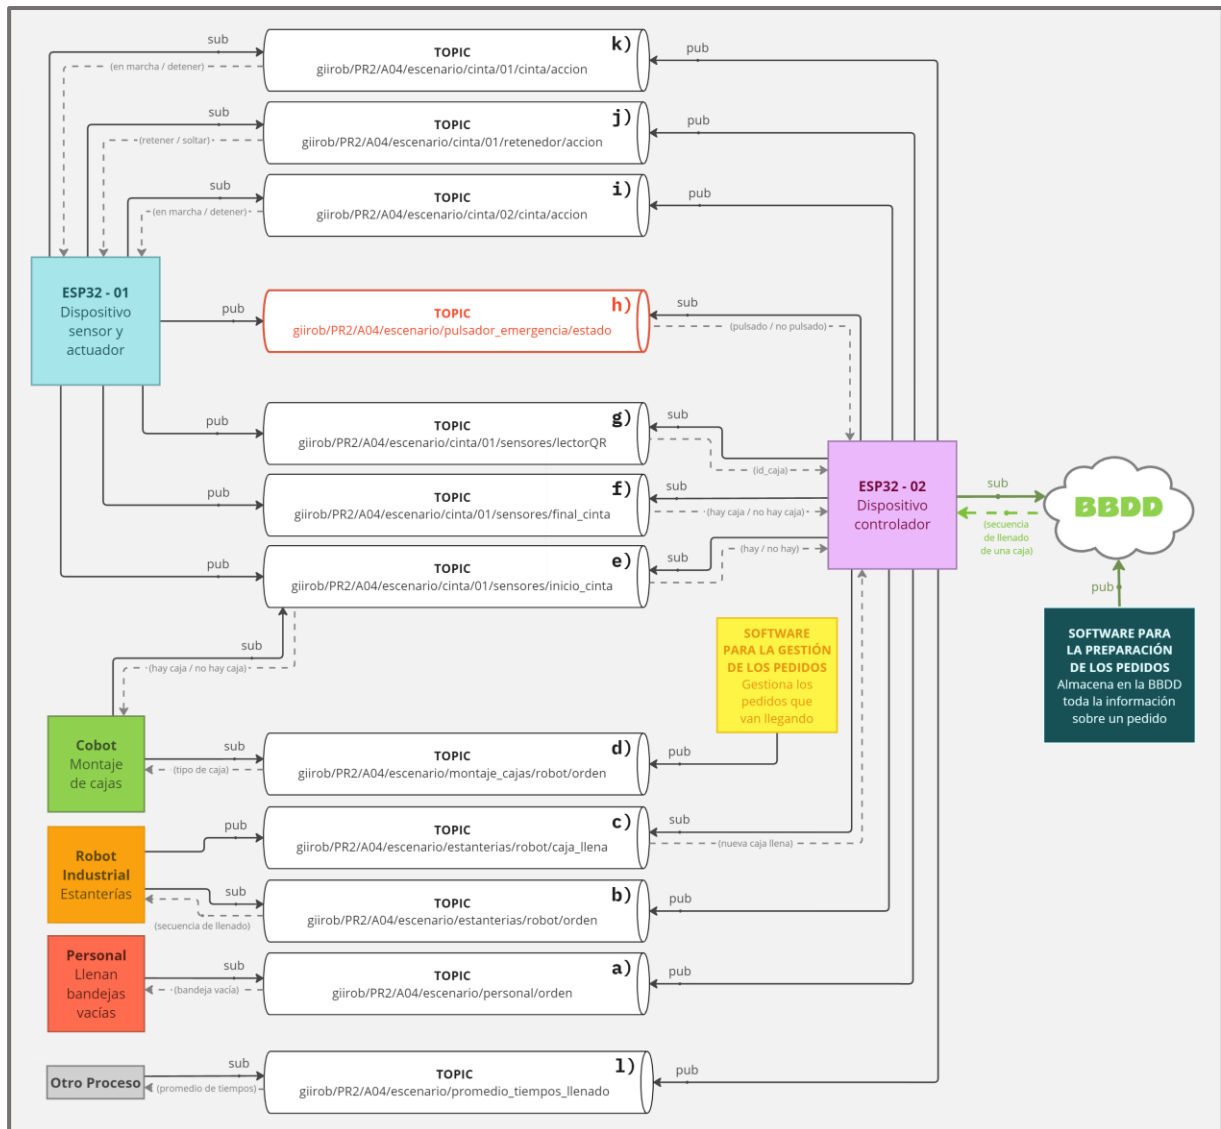 sub
k)
TOPIC
giirob/PR2/A04/escenario/cinta/01/cinta/accion
pub
(en marcha / detener)
sub
j)
TOPIC
giirob/PR2/A04/escenario/cinta/01/retenedor/accion
pub
(retener / soltar)
sub
i)
TOPIC
giirob/PR2/A04/escenario/cinta/02/cinta/accion
pub
(en marcha / detener)
ESP32 - 01
Dispositivo
sensor y
actuador
pub
h)
TOPIC
giirob/PR2/A04/escenario/pulsador_emergencia/estado
sub
(pulsado / no pulsado)
pub
g)
TOPIC
giirob/PR2/A04/escenario/cinta/01/sensores/lectorQR
sub
(id_caja)
pub
f)
TOPIC
giirob/PR2/A04/escenario/cinta/01/sensores/final_cinta
sub
(hay caja / no hay caja)
pub
e)
TOPIC
giirob/PR2/A04/escenario/cinta/01/sensores/inicio_cinta
sub
(hay / no hay)
ESP32 - 02
Dispositivo
controlador
sub
(secuencia
de llenado
de una caja)
BBDD
pub
SOFTWARE PARA
LA PREPARACIÓN
DE LOS PEDIDOS
Almacena en la BBDD
toda la información
sobre un pedido
SOFTWARE
PARA LA GESTIÓN
DE LOS PEDIDOS
Gestiona los
pedidos que
van llegando
sub
(hay caja / no hay caja)
Cobot
Montaje
de cajas
sub
(tipo de caja)
d)
TOPIC
giirob/PR2/A04/escenario/montaje_cajas/robot/orden
pub
Robot
Industrial
Estanterías
pub
c)
TOPIC
giirob/PR2/A04/escenario/estanterias/robot/caja_llena
sub
(nueva caja llena)
sub
(secuencia de llenado)
b)
TOPIC
giirob/PR2/A04/escenario/estanterias/robot/orden
pub
Personal
Llenan
bandejas
vacías
sub
(bandeja vacía)
a)
TOPIC
giirob/PR2/A04/escenario/personal/orden
pub
Otro Proceso
sub
(promedio de tiempos)
l)
TOPIC
giirob/PR2/A04/escenario/promedio_tiempos_llenado
pub